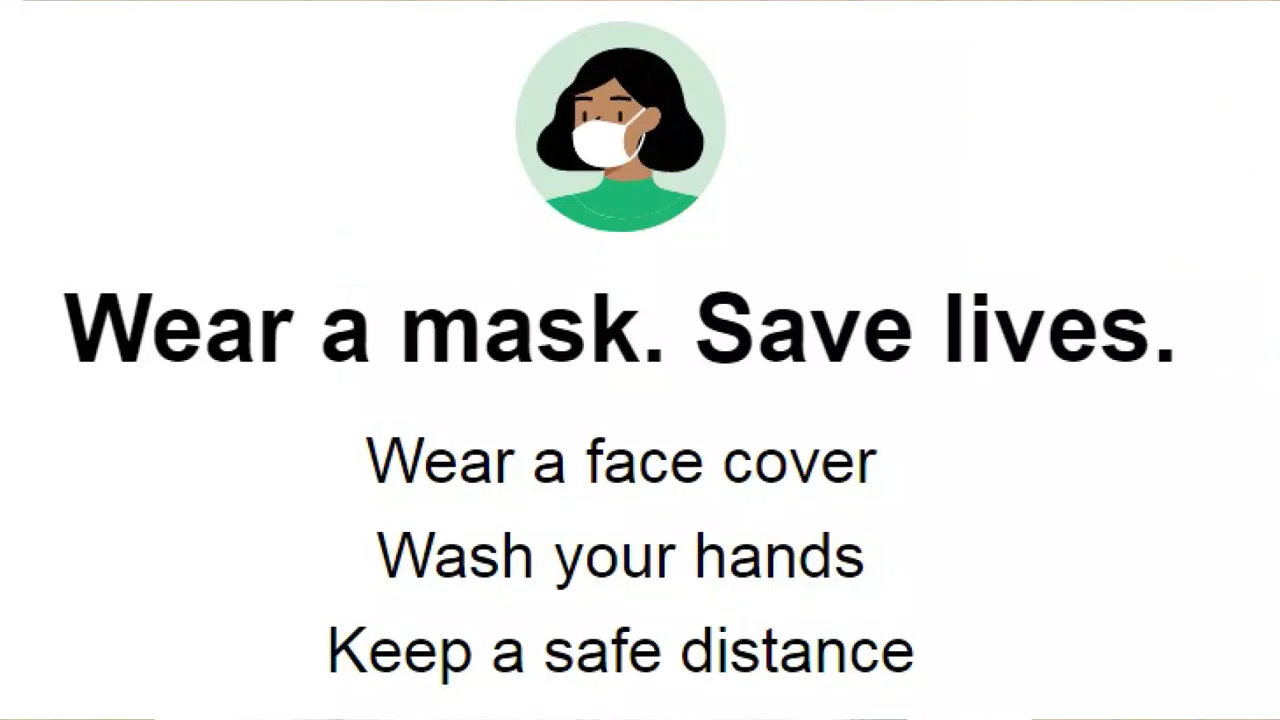 Wear a mask. Save lives.
Wear a face cover
Wash your hands
Keep a safe distance